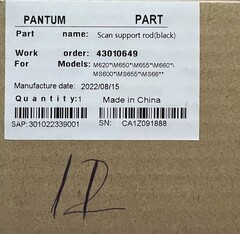 PANTUM PART
Part name: Scan support rod(black)
Work order: 43010649
For Models: M620*\M650*\M655*\M660*\
MS600*\MS655*\MS66**
Manufacture date: 2022/08/15
Quantity:1 Made in China
SAP:301022339001 SN: CA1Z091888